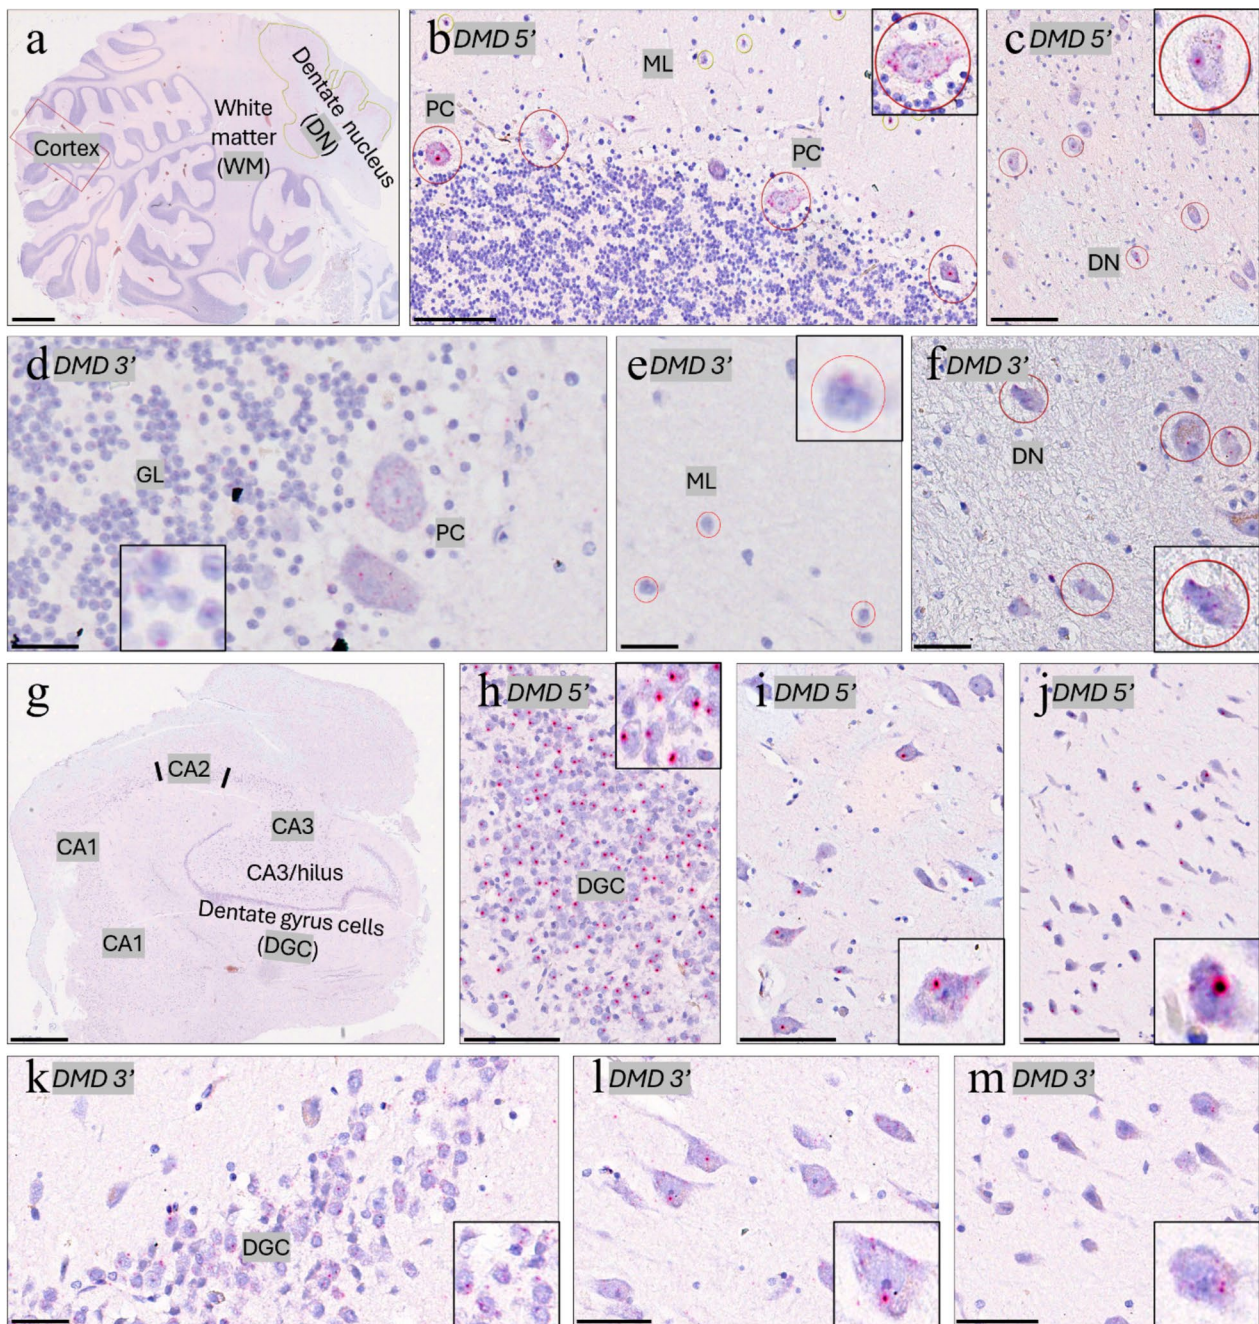 a
Cortex
White
matter
(WM)
Dentate nucleus
(DN)
b DMD 5’
ML
PC
PC
c DMD 5’
DN
d DMD 3’
GL
PC
e DMD 3’
ML
f DMD 3’
DN
g
CA2
CA1
CA3
CA3/hilus
Dentate gyrus cells
(DGC)
CA1
h DMD 5’
DGC
i DMD 5’
j DMD 5’
k DMD 3’
DGC
l DMD 3’
m DMD 3’